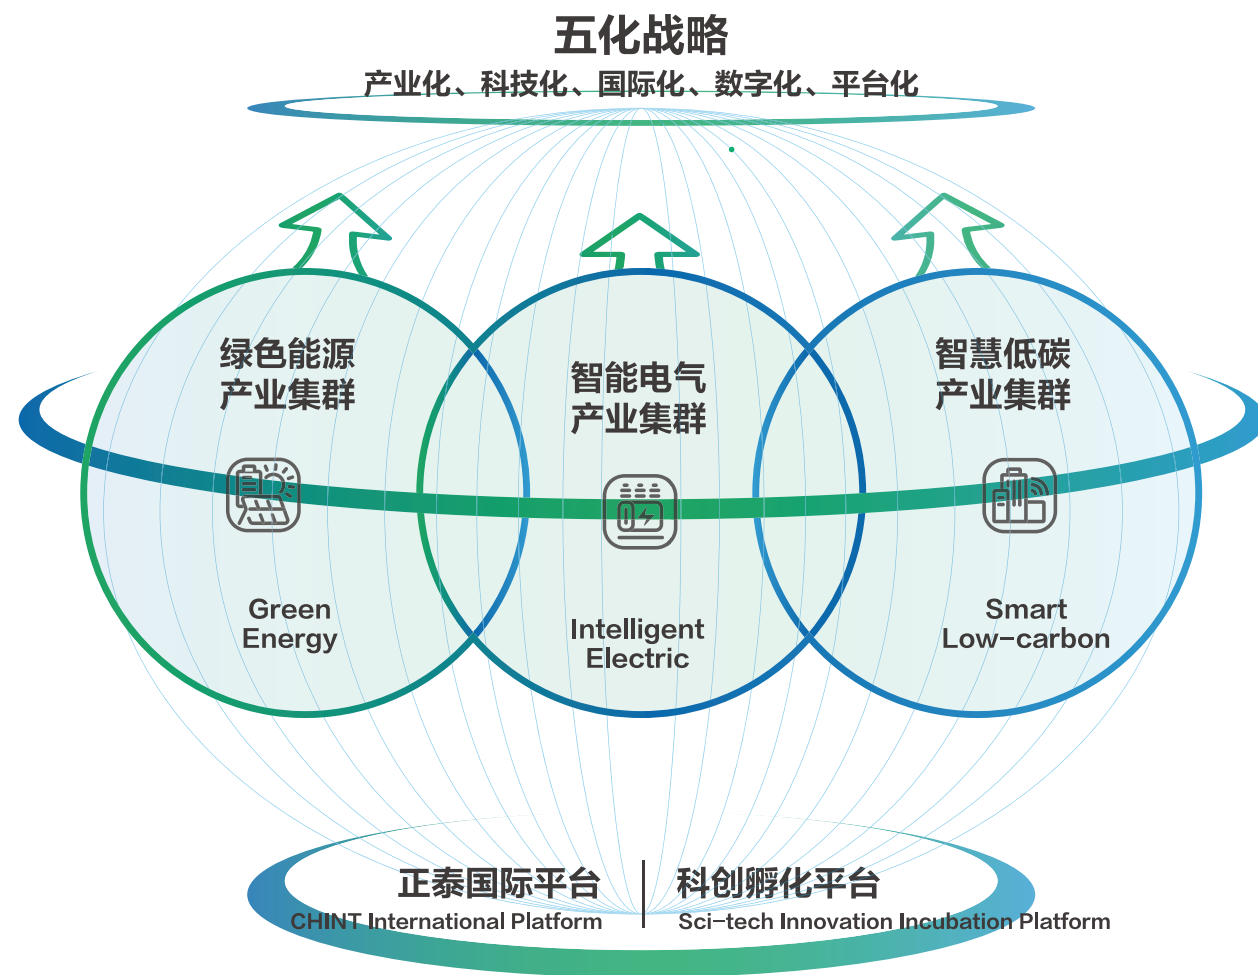 五化战略
产业化、科技化、国际化、数字化、平台化
绿色能源
产业集群
Green
Energy
智能电气
产业集群
Intelligent
Electric
智慧低碳
产业集群
Smart
Low-carbon
正泰国际平台
CHINT International Platform
科创孵化平台
Sci-tech Innovation Incubation Platform